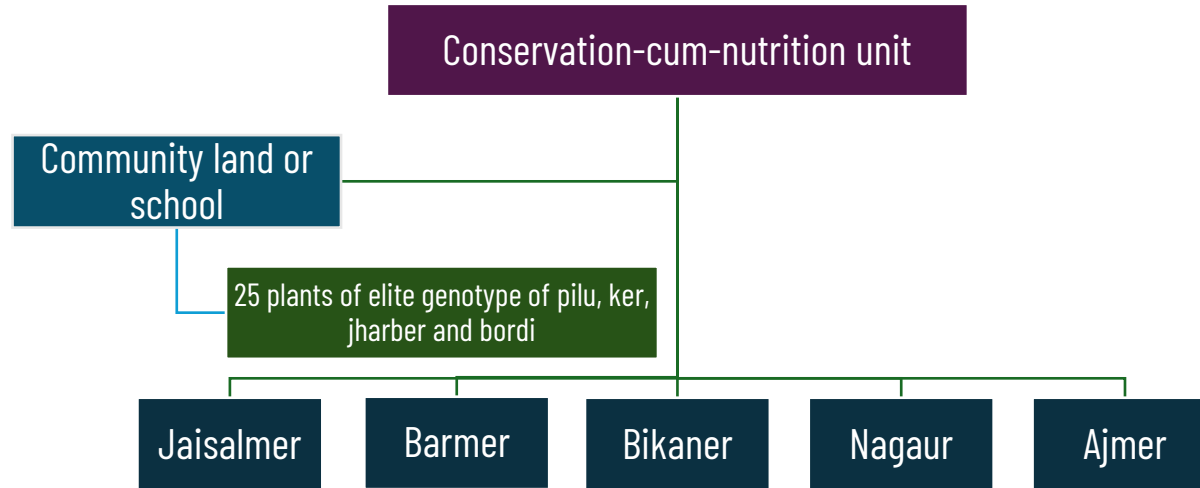 Conservation-cum-nutrition unit
Community land or
school
25 plants of elite genotype of pilu, ker,
jharber and bordi
Jaisalmer
Barmer
Bikaner
Nagaur
Ajmer